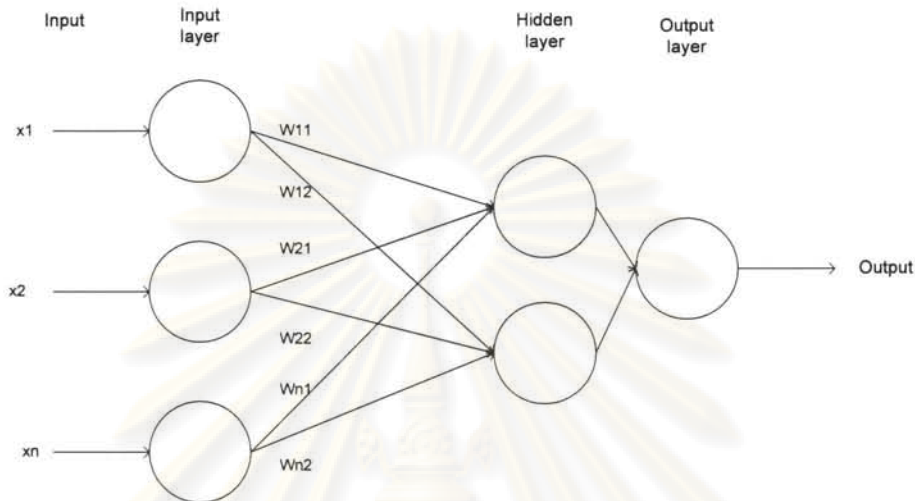 Input
Input
layer
Hidden
layer
Output
layer
x1
W11
W12
W21
x2
Output
W22
Wn1
xn
Wn2